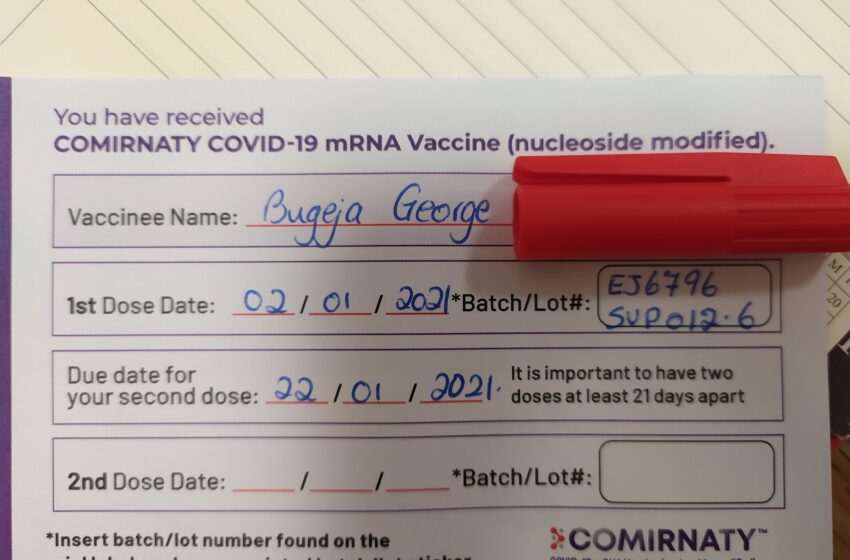 You have received
COMIRNATY COVID-19 mRNA Vaccine (nucleoside modified).
Vaccinee Name: Bugeja George
1st Dose Date: 02 / 01 / 2021 *Batch/Lot#: EJ6796
SUP012.6
Due date for
your second dose: 22 / 01 / 2021. It is important to have two
doses at least 21 days apart
2nd Dose Date: / / *Batch/Lot#:
*Insert batch/lot number found on the
COMIRNATY™
M
20